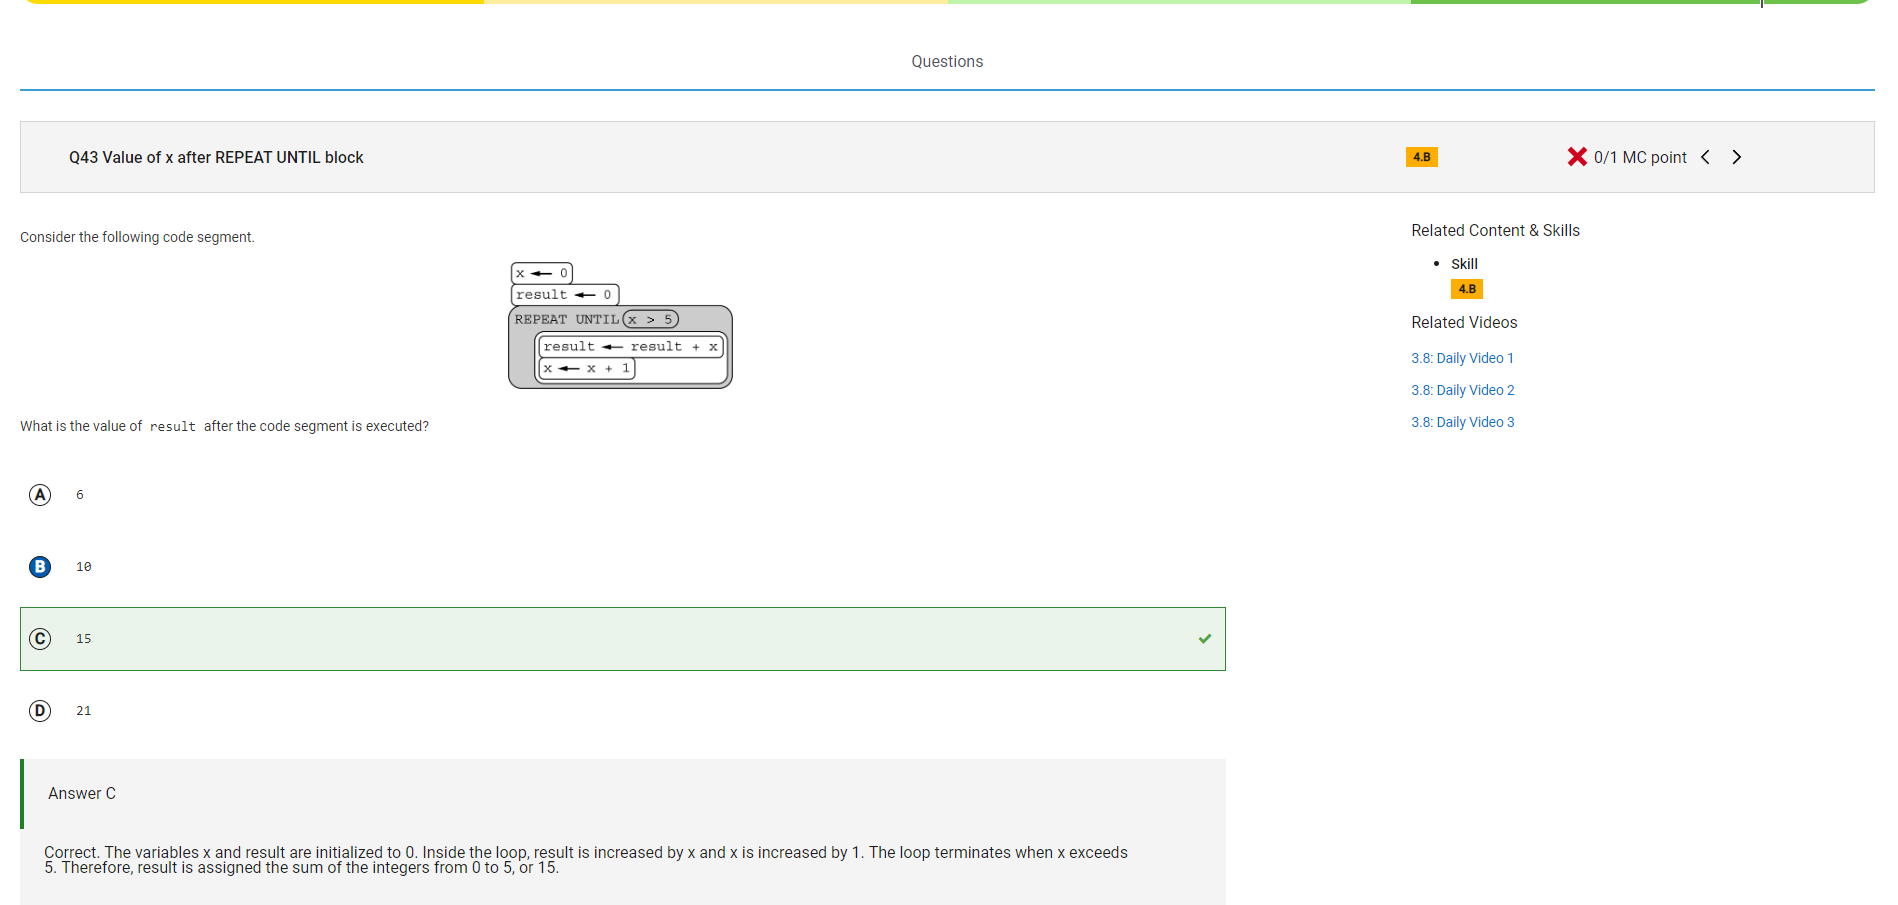 Questions
Q43 Value of x after REPEAT UNTIL block
4.B
0/1 MC point
Consider the following code segment.
x ← 0
result ← 0
REPEAT UNTIL x > 5
result ← result + x
x ← x + 1
What is the value of result after the code segment is executed?
A 6
B 10
C 15
D 21
Answer C
Correct. The variables x and result are initialized to 0. Inside the loop, result is increased by x and x is increased by 1. The loop terminates when x exceeds
5. Therefore, result is assigned the sum of the integers from 0 to 5, or 15.
Related Content & Skills
• Skill
4.B
Related Videos
3.8: Daily Video 1
3.8: Daily Video 2
3.8: Daily Video 3